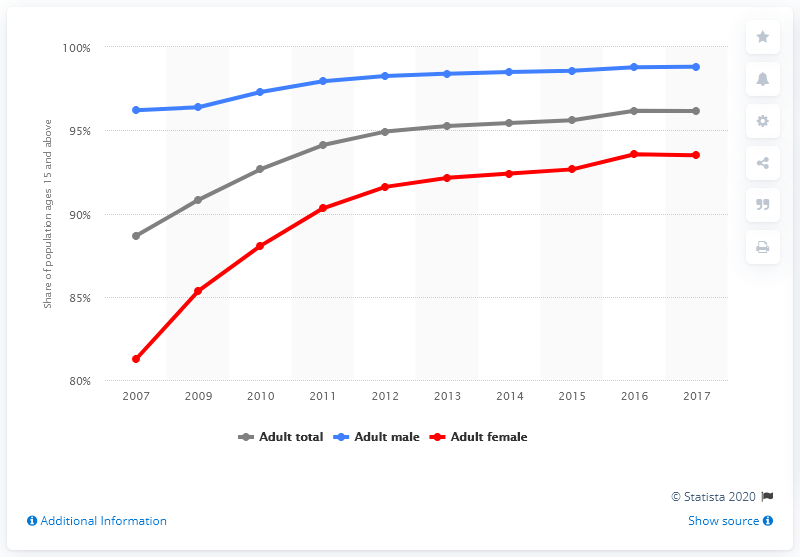 100%
95%
90%
85%
80%
Share of population ages 15 and above
2007 2009 2010 2011 2012 2013 2014 2015 2016 2017
Adult total Adult male Adult female
© Statista 2020
Additional Information
Show source